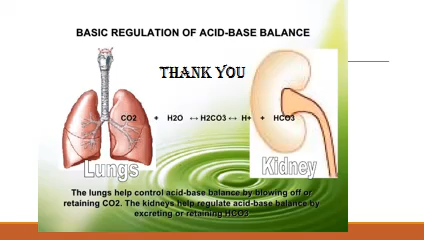 BASIC REGULATION OF ACID-BASE BALANCE
THANK YOU
CO2 + H2O ↔ H2CO3 ↔ H+ + HCO3
Lungs
Kidney
The lungs help control acid-base balance by blowing off or
retaining CO2. The kidneys help regulate acid-base balance by
excreting or retaining HCO3